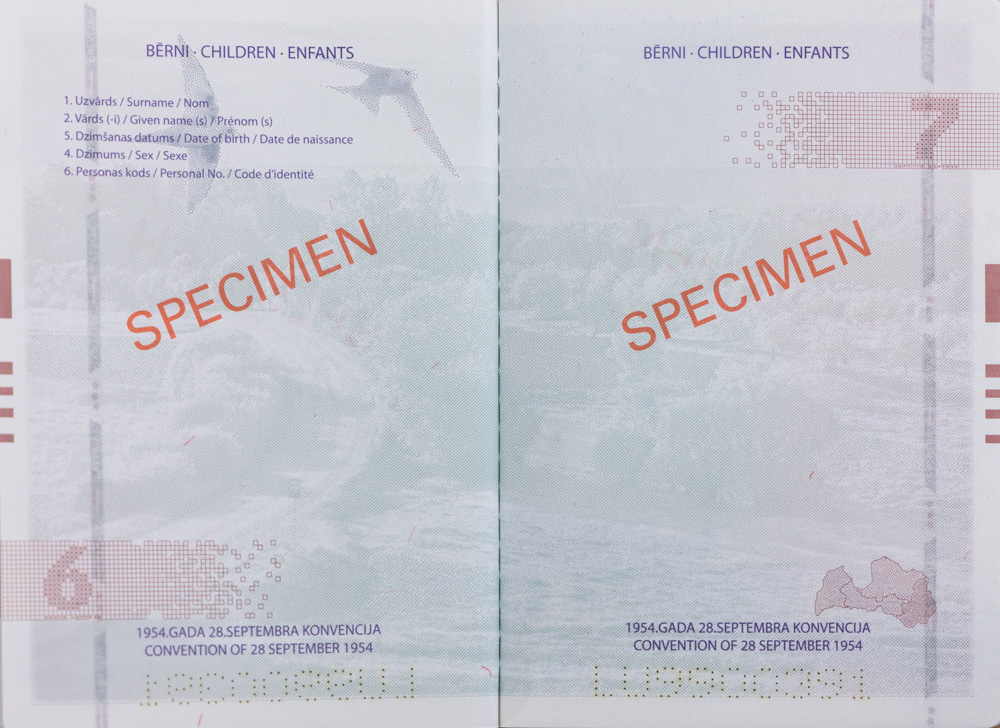 BĒRNI · CHILDREN · ENFANTS
1. Uzvārds / Surname / Nom
2. Vārds (-i) / Given name (s) / Prénom (s)
5. Dzimšanas datums / Date of birth / Date de naissance
4. Dzimums / Sex / Sexe
6. Personas kods / Personal No. / Code d'identité
SPECIMEN
6
1954.GADA 28.SEPTEMBRA KONVENCIJA
CONVENTION OF 28 SEPTEMBER 1954
BĒRNI · CHILDREN · ENFANTS
7
SPECIMEN
1954.GADA 28.SEPTEMBRA KONVENCIJA
CONVENTION OF 28 SEPTEMBER 1954